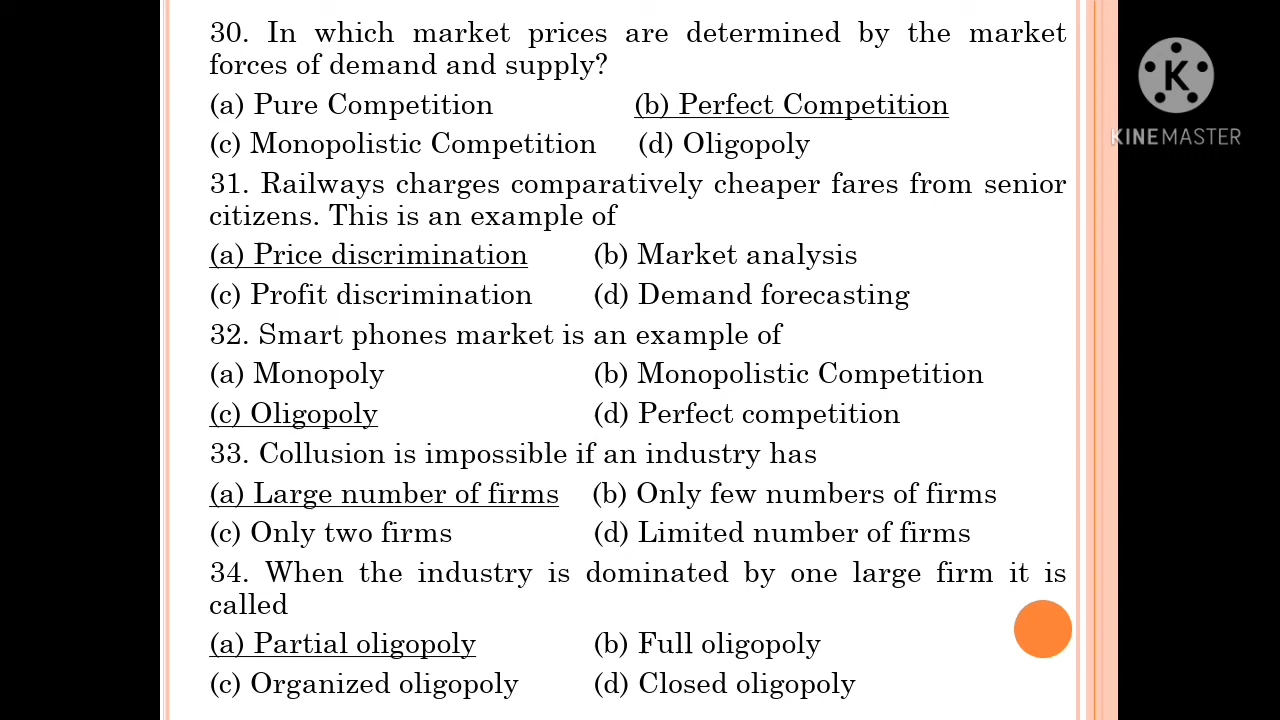 30. In which market prices are determined by the market
forces of demand and supply?
(a) Pure Competition (b) Perfect Competition
(c) Monopolistic Competition (d) Oligopoly
31. Railways charges comparatively cheaper fares from senior
citizens. This is an example of
(a) Price discrimination (b) Market analysis
(c) Profit discrimination (d) Demand forecasting
32. Smart phones market is an example of
(a) Monopoly (b) Monopolistic Competition
(c) Oligopoly (d) Perfect competition
33. Collusion is impossible if an industry has
(a) Large number of firms (b) Only few numbers of firms
(c) Only two firms (d) Limited number of firms
34. When the industry is dominated by one large firm it is
called
(a) Partial oligopoly (b) Full oligopoly
(c) Organized oligopoly (d) Closed oligopoly
K
KINEMASTER